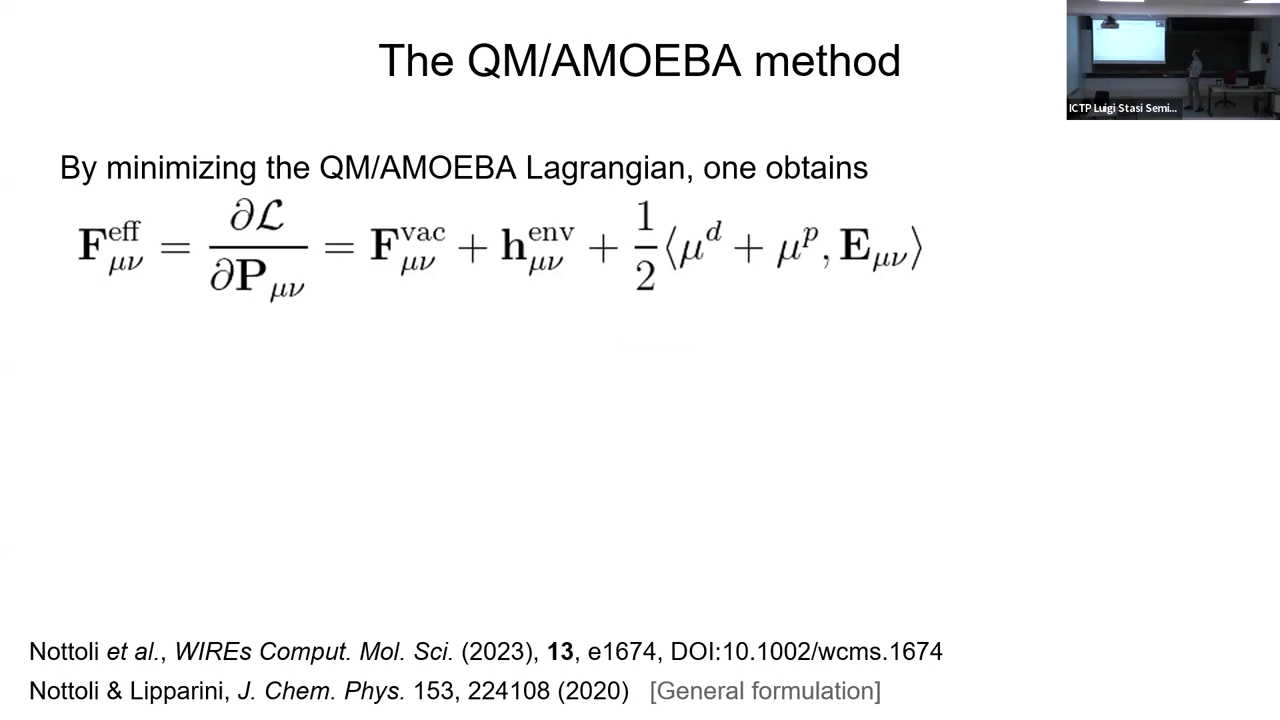 The QM/AMOEBA method
ICTP Luigi Stasi Semi...
By minimizing the QM/AMOEBA Lagrangian, one obtains
𝐅^eff_μν = ∂ℒ/∂𝐏_μν = 𝐅^vac_μν + 𝐡^env_μν + 1/2⟨μ^d + μ^p, 𝐄_μν⟩
Nottoli et al., WIREs Comput. Mol. Sci. (2023), 13, e1674, DOI:10.1002/wcms.1674
Nottoli & Lipparini, J. Chem. Phys. 153, 224108 (2020) [General formulation]